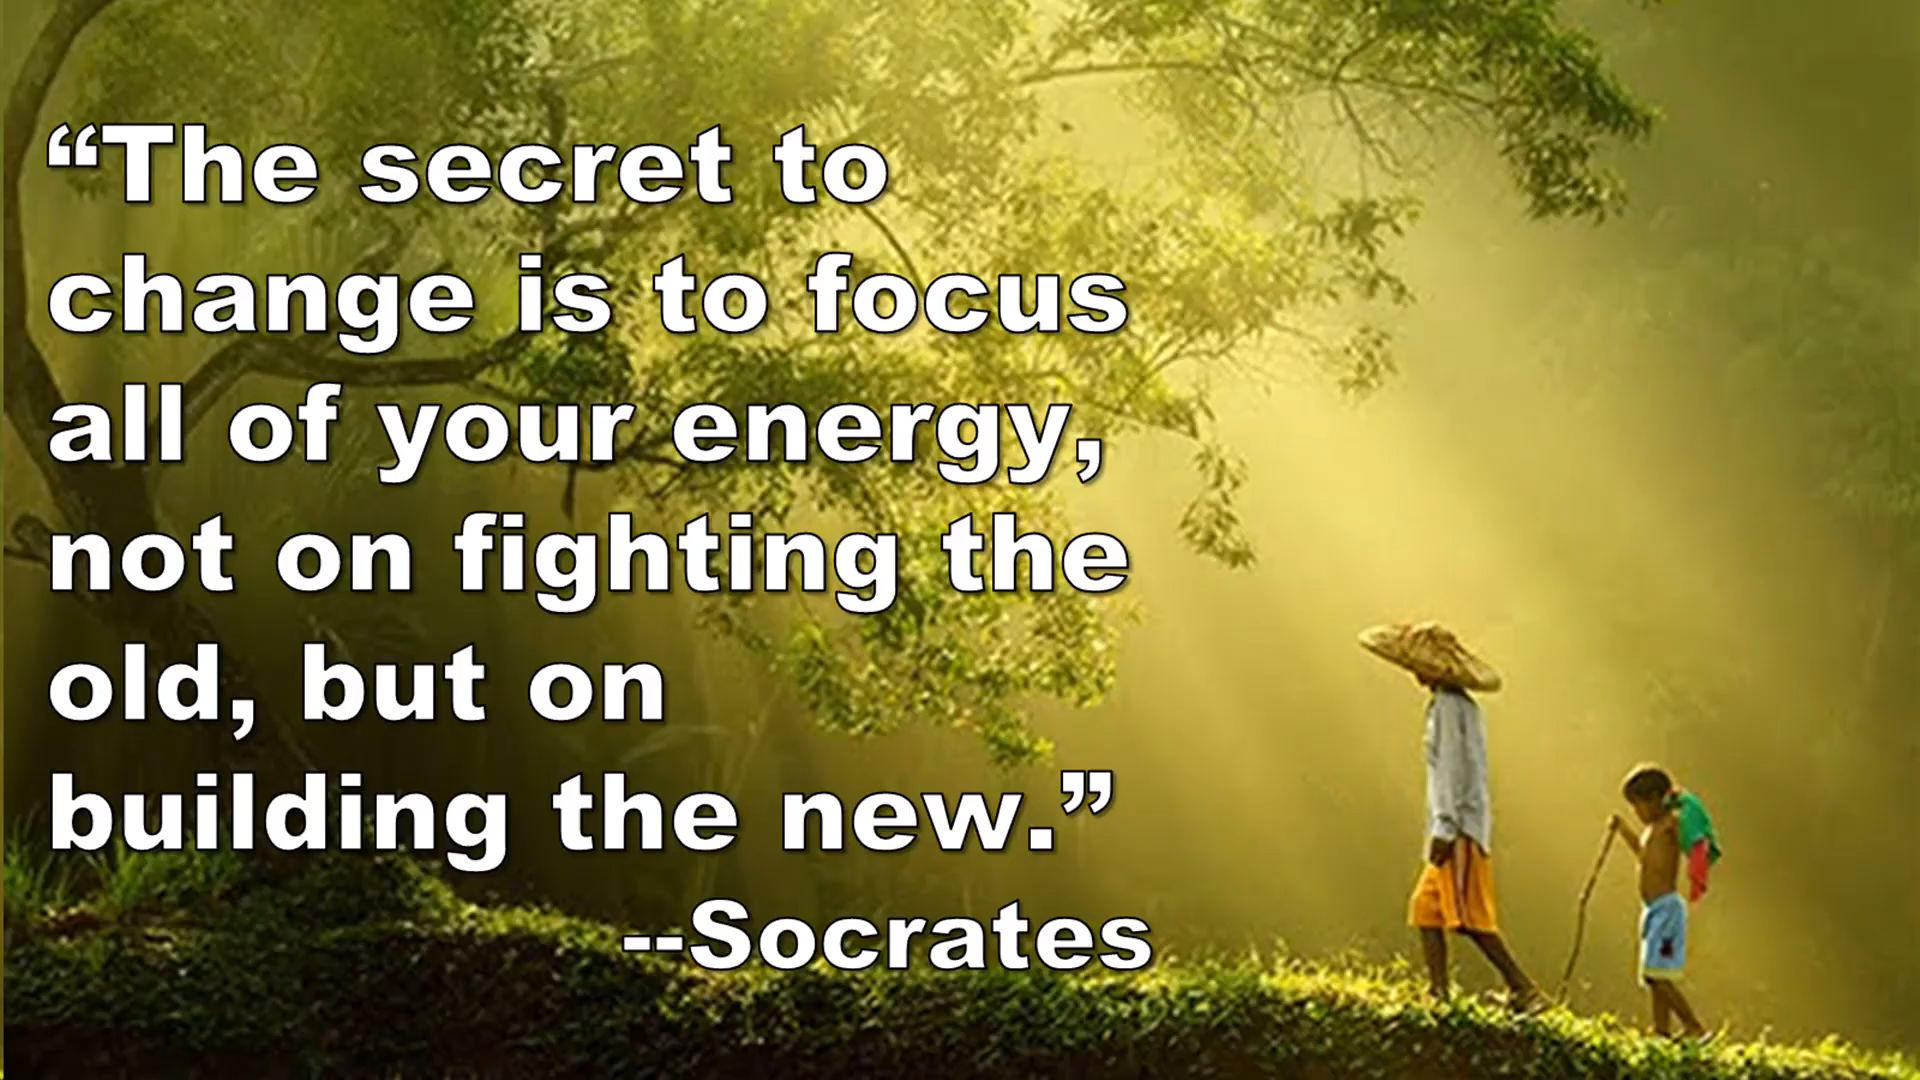 “The secret to
change is to focus
all of your energy,
not on fighting the
old, but on
building the new.”
--Socrates